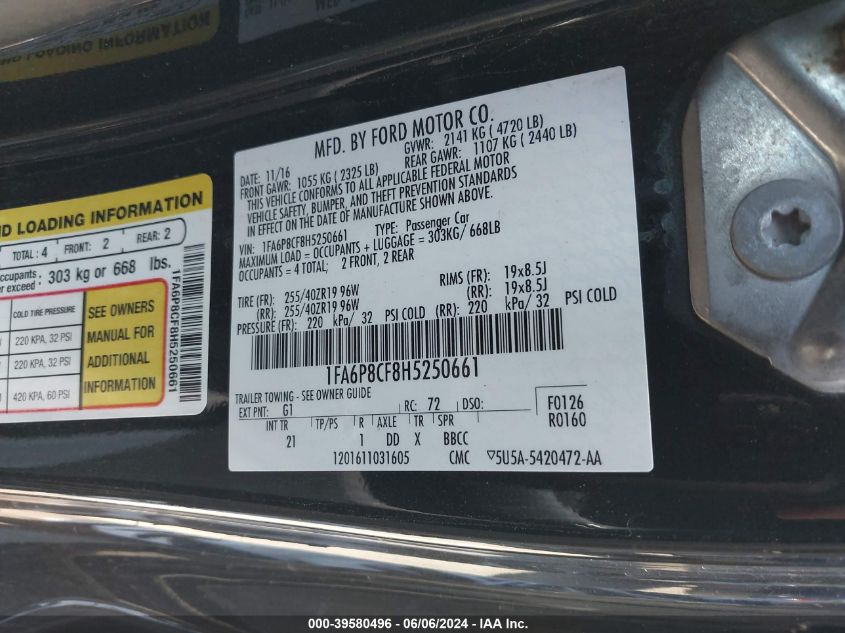 ND LOADING INFORMATION
TOTAL: 4 FRONT: 2 REAR: 2
303 kg or 668 lbs.
COLD TIRE PRESSURE
220 KPA, 32 PSI
220 KPA, 32 PSI
420 KPA, 60 PSI
SEE OWNERS
MANUAL FOR
ADDITIONAL
INFORMATION
1FA6P8CF8H5250661
MFD. BY FORD MOTOR CO.
DATE: 11/16 GVWR: 2141 KG ( 4720 LB)
FRONT GAWR: 1055 KG ( 2325 LB) REAR GAWR: 1107 KG ( 2440 LB)
THIS VEHICLE CONFORMS TO ALL APPLICABLE FEDERAL MOTOR
VEHICLE SAFETY, BUMPER, AND THEFT PREVENTION STANDARDS
IN EFFECT ON THE DATE OF MANUFACTURE SHOWN ABOVE.
VIN: 1FA6P8CF8H5250661 TYPE: Passenger Car
MAXIMUM LOAD = OCCUPANTS + LUGGAGE = 303KG/ 668LB
OCCUPANTS = 4 TOTAL; 2 FRONT, 2 REAR
TIRE (FR): 255/40ZR19 96W RIMS (FR): 19x8.5J
(RR): 255/40ZR19 96W (RR): 19x8.5J
PRESSURE (FR): 220 kPa/ 32 PSI COLD (RR): 220 kPa/ 32 PSI COLD
1FA6P8CF8H5250661
TRAILER TOWING - SEE OWNER GUIDE
EXT PNT: G1 RC: 72 DSO: F0126
INT TR TP/PS R AXLE TR SPR R0160
21 1 DD X BBCC
1201611031605 CMC 5U5A-5420472-AA
000-39580496 - 06/06/2024 - IAA Inc.